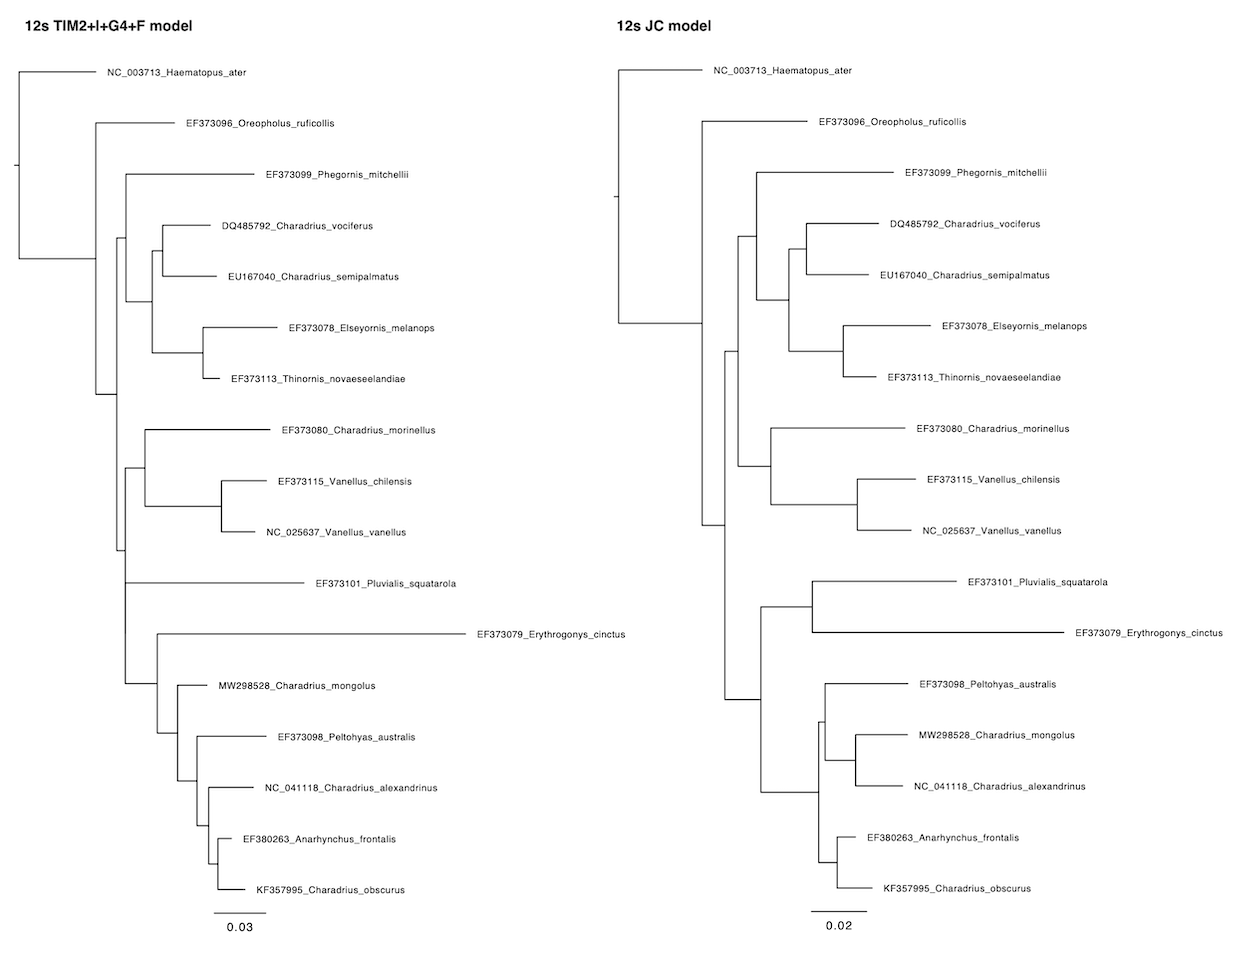 12s TIM2+I+G4+F model
NC_003713_Haematopus_ater
EF373096_Oreopholus_ruficollis
EF373099_Phegornis_mitchellii
DQ485792_Charadrius_vociferus
EU167040_Charadrius_semipalmatus
EF373078_Elseyornis_melanops
EF373113_Thinornis_novaeseelandiae
EF373080_Charadrius_morinellus
EF373115_Vanellus_chilensis
NC_025637_Vanellus_vanellus
EF373101_Pluvialis_squatarola
EF373079_Erythrogonys_cinctus
MW298528_Charadrius_mongolus
EF373098_Peltohyas_australis
NC_041118_Charadrius_alexandrinus
EF380263_Anarhynchus_frontalis
KF357995_Charadrius_obscurus
0.03
12s JC model
NC_003713_Haematopus_ater
EF373096_Oreopholus_ruficollis
EF373099_Phegornis_mitchellii
DQ485792_Charadrius_vociferus
EU167040_Charadrius_semipalmatus
EF373078_Elseyornis_melanops
EF373113_Thinornis_novaeseelandiae
EF373080_Charadrius_morinellus
EF373115_Vanellus_chilensis
NC_025637_Vanellus_vanellus
EF373101_Pluvialis_squatarola
EF373079_Erythrogonys_cinctus
EF373098_Peltohyas_australis
MW298528_Charadrius_mongolus
NC_041118_Charadrius_alexandrinus
EF380263_Anarhynchus_frontalis
KF357995_Charadrius_obscurus
0.02